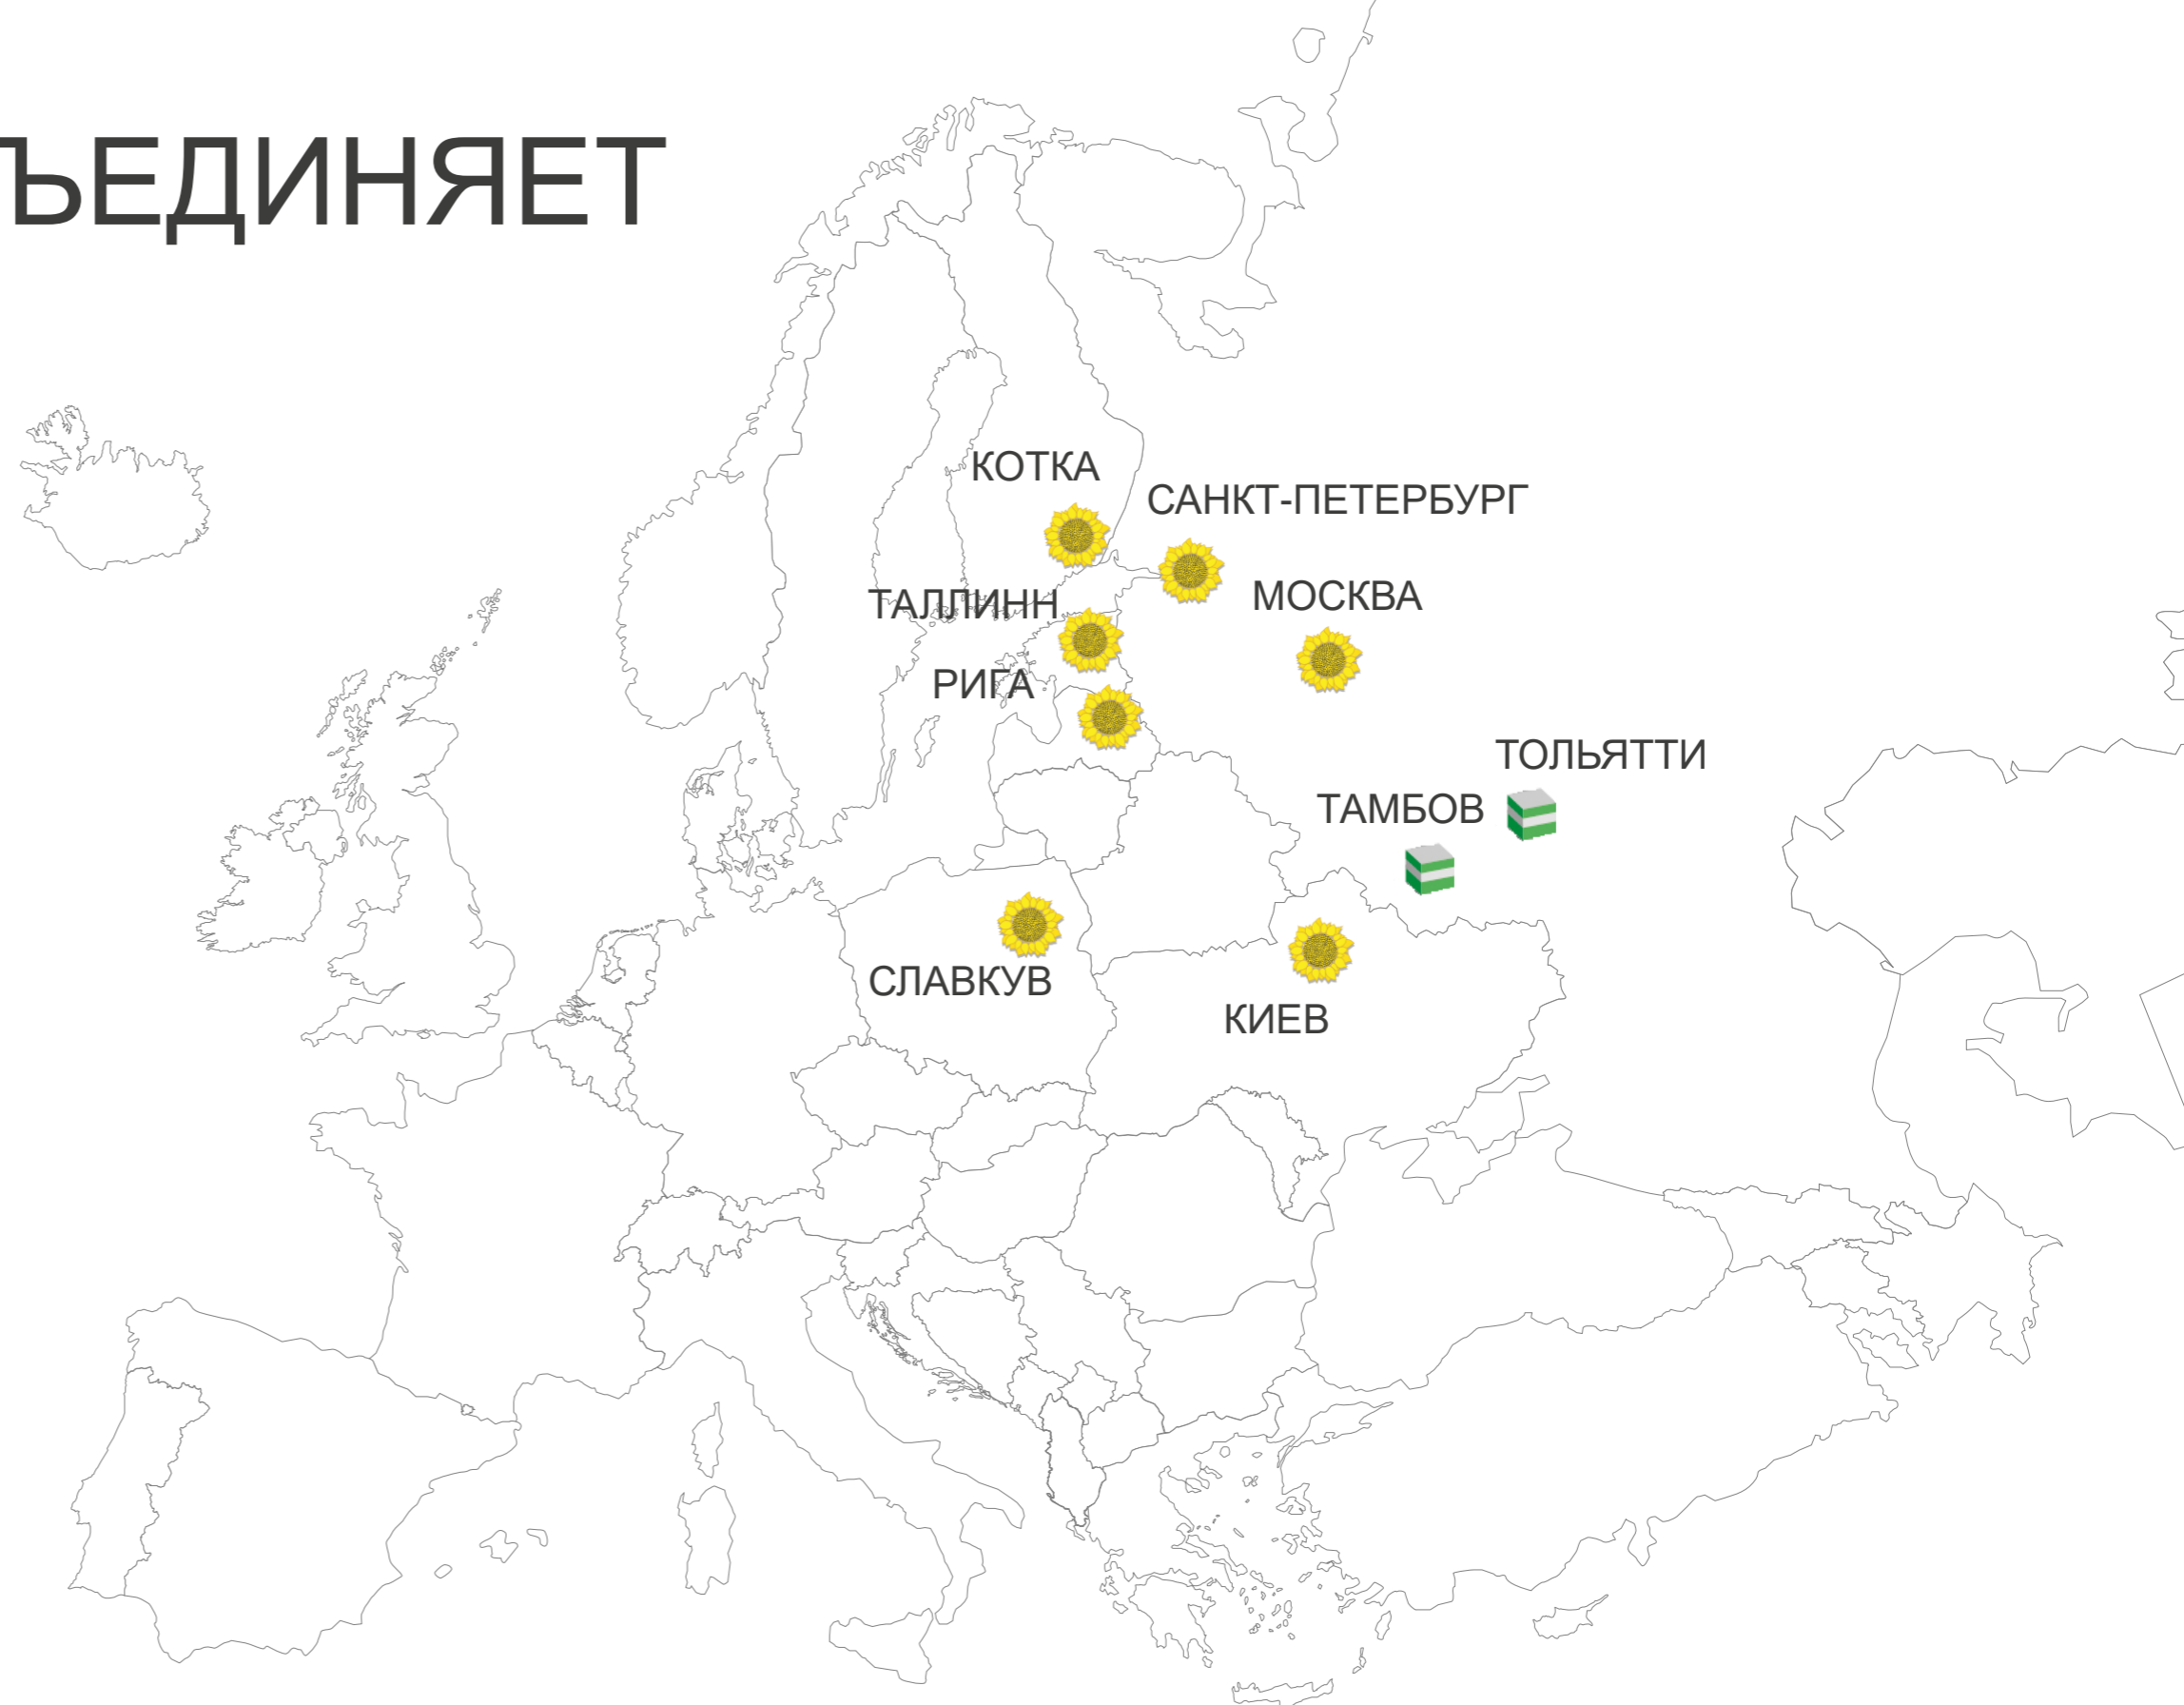 ЪЕДИНЯЕТ
КОТКА
САНКТ-ПЕТЕРБУРГ
ТАЛЛИНН
МОСКВА
РИГА
ТОЛЬЯТТИ
ТАМБОВ
СЛАВКУВ
КИЕВ